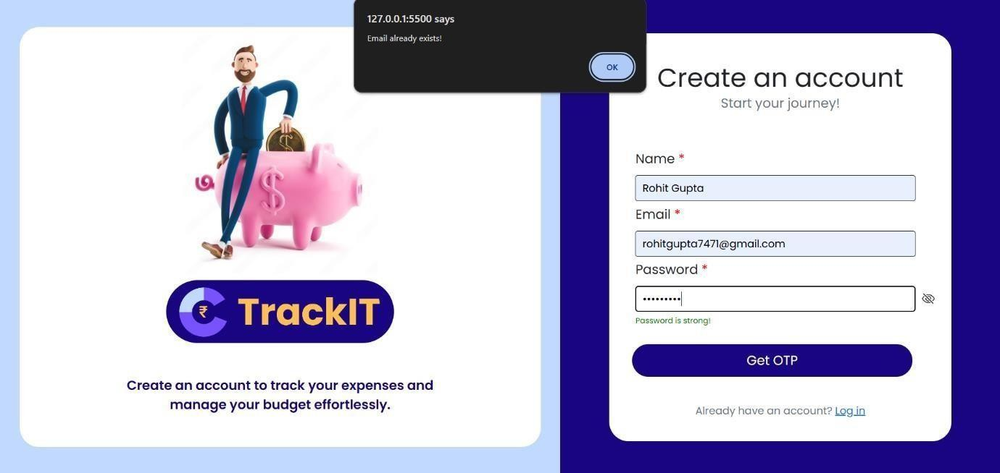 127.0.0.1:5500 says
Email already exists!
OK
$
$
₹ TrackIT
Create an account to track your expenses and
manage your budget effortlessly.
Create an account
Start your journey!
Name *
Rohit Gupta
Email *
rohitgupta7471@gmail.com
Password *
•••••••••
Password is strong!
Get OTP
Already have an account? Log in